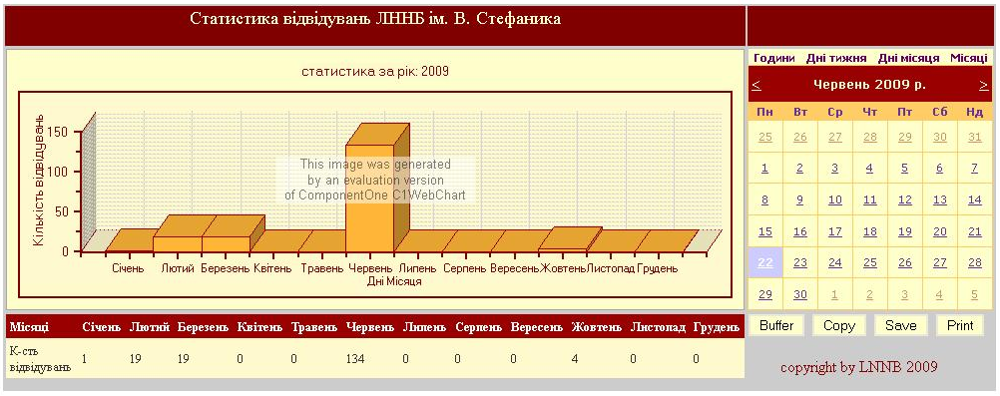 Статистика відвідувань ЛННБ ім. В. Стефаника
статистика за рік: 2009
Кількість відвідувань
150
100
50
0
This image was generated
by an evaluation version
of ComponentOne C1WebChart
Січень Лютий Березень Квітень Травень Червень Липень Серпень Вересень Жовтень Листопад Грудень
Дні Місяця
Місяці Січень Лютий Березень Квітень Травень Червень Липень Серпень Вересень Жовтень Листопад Грудень
К-сть
відвідувань 1 19 19 0 0 134 0 0 0 4 0 0
Години Дні тижня Дні місяця Місяці
< Червень 2009 р. >
Пн Вт Ср Чт Пт Сб Нд
25 26 27 28 29 30 31
1 2 3 4 5 6 7
8 9 10 11 12 13 14
15 16 17 18 19 20 21
22 23 24 25 26 27 28
29 30 1 2 3 4 5
Buffer Copy Save Print
copyright by LNNB 2009